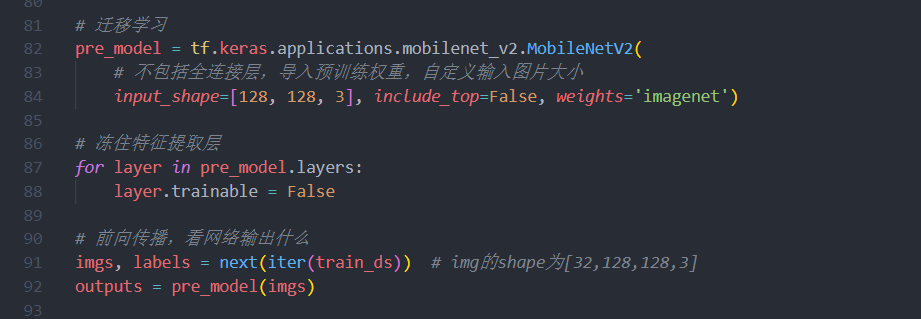 80
81 # 迁移学习
82 pre_model = tf.keras.applications.mobilenet_v2.MobileNetV2(
83 # 不包括全连接层，导入预训练权重，自定义输入图片大小
84 input_shape=[128, 128, 3], include_top=False, weights='imagenet')
85
86 # 冻住特征提取层
87 for layer in pre_model.layers:
88 layer.trainable = False
89
90 # 前向传播，看网络输出什么
91 imgs, labels = next(iter(train_ds)) # img的shape为[32,128,128,3]
92 outputs = pre_model(imgs)
93